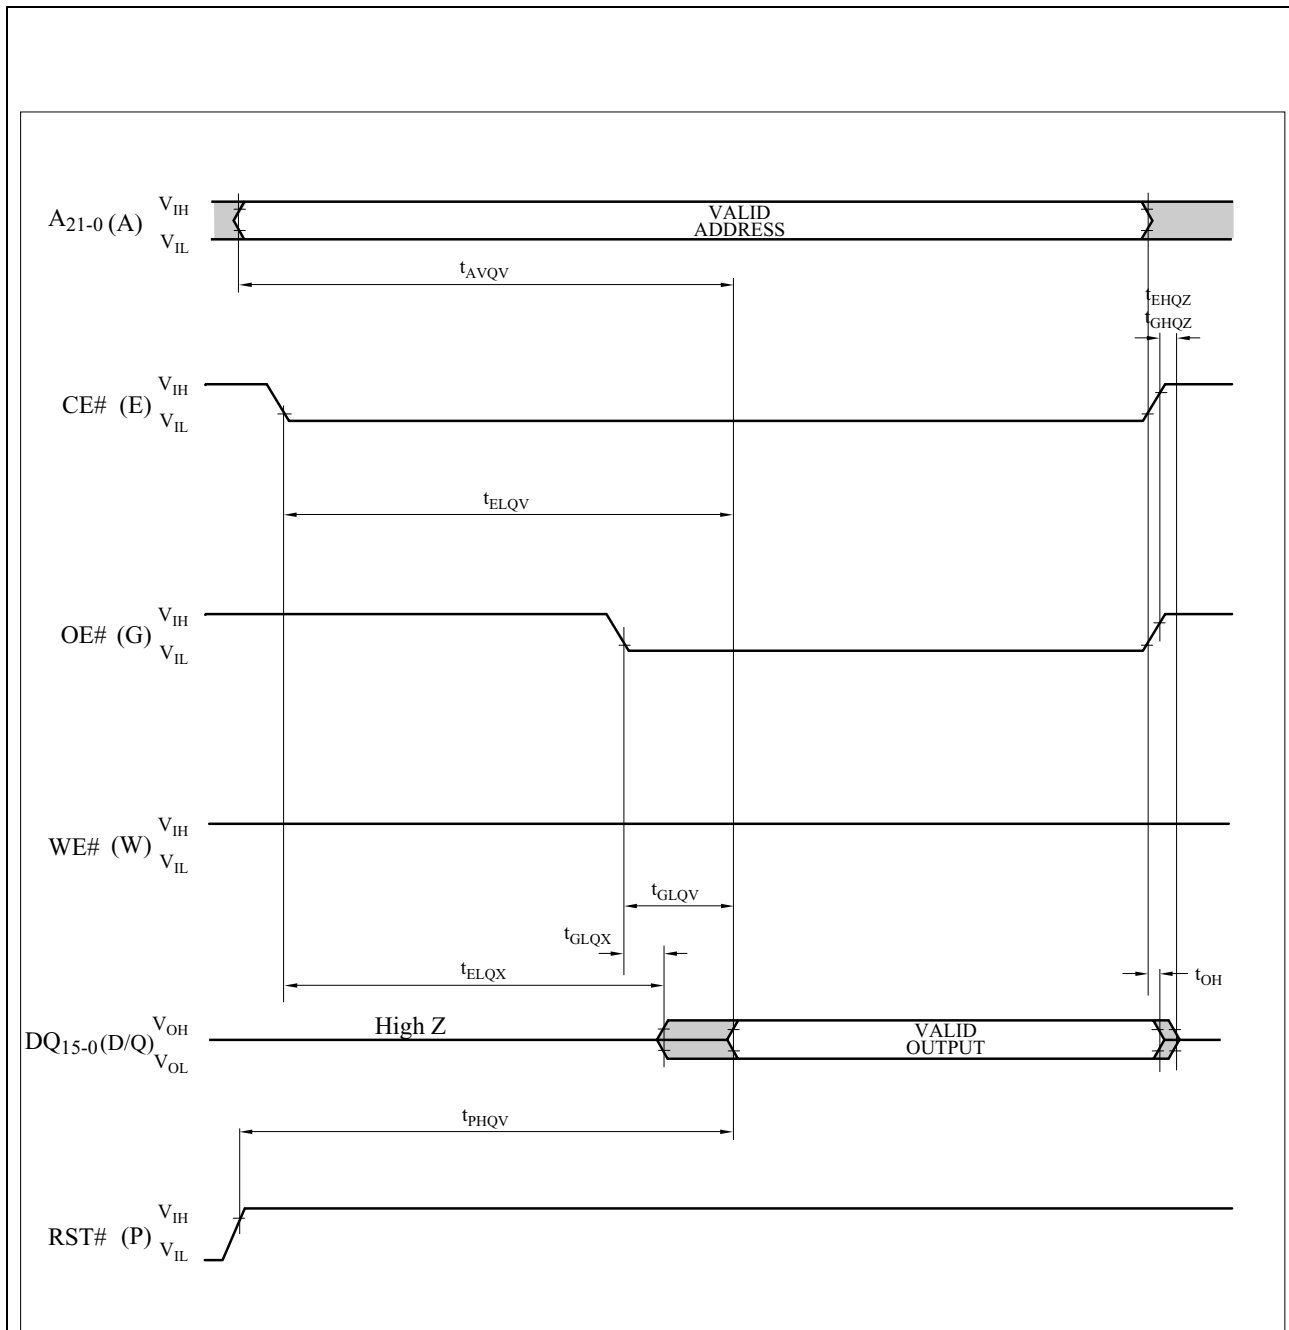 A21-0 (A) VIH
VIL
VALID
ADDRESS
tAVQV
tEHQZ
tGHQZ
CE# (E) VIH
VIL
tELQV
OE# (G) VIH
VIL
WE# (W) VIH
VIL
tGLQV
tGLQX
tELQX
tOH
DQ15-0 (D/Q) VOH
VOL
High Z
VALID
OUTPUT
tPHQV
RST# (P) VIH
VIL